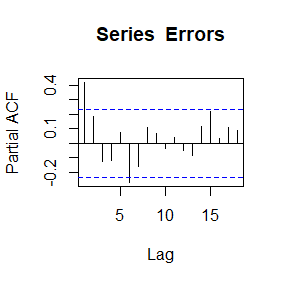 Series Errors
Partial ACF
-0.2 0.1 0.4
5 10 15
Lag